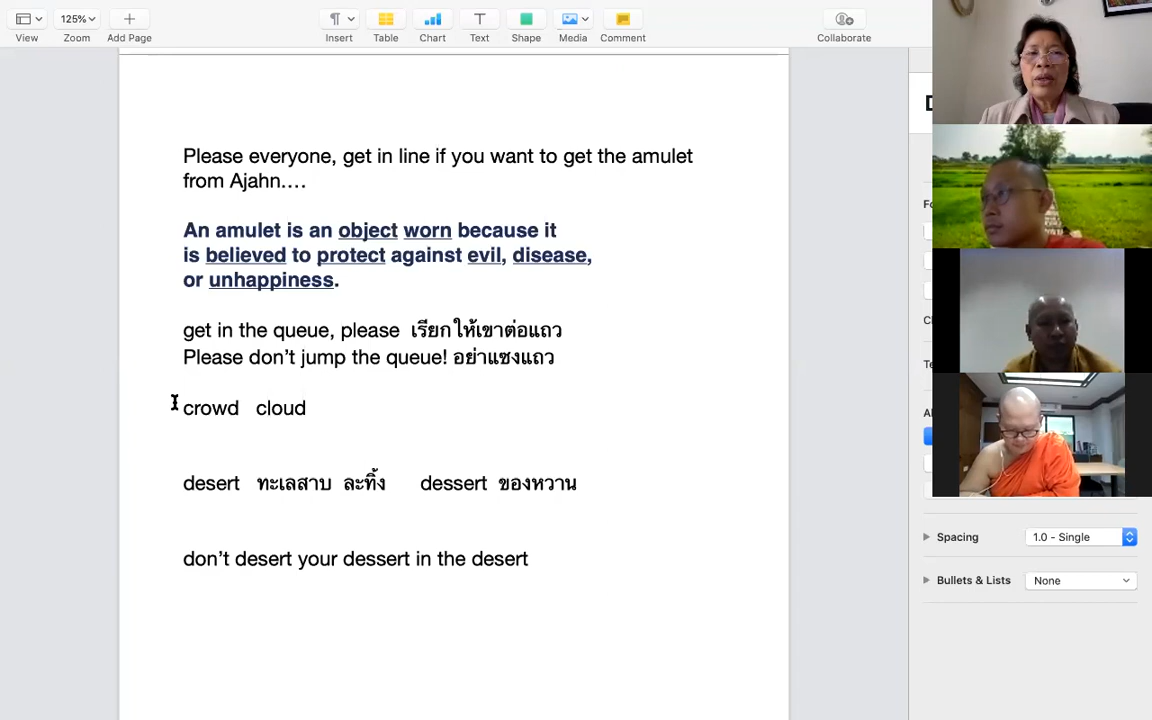 View
125%
Zoom
Add Page
Insert
Table
Chart
Text
Shape
Media
Comment
Collaborate
Please everyone, get in line if you want to get the amulet
from Ajahn....
An amulet is an object worn because it
is believed to protect against evil, disease,
or unhappiness.
get in the queue, please เรียกให้เขาต่อแถว
Please don't jump the queue! อย่าแซงแถว
crowd cloud
desert ทะเลสาบ ละทิ้ง dessert ของหวาน
don't desert your dessert in the desert
Spacing
1.0 - Single
Bullets & Lists
None